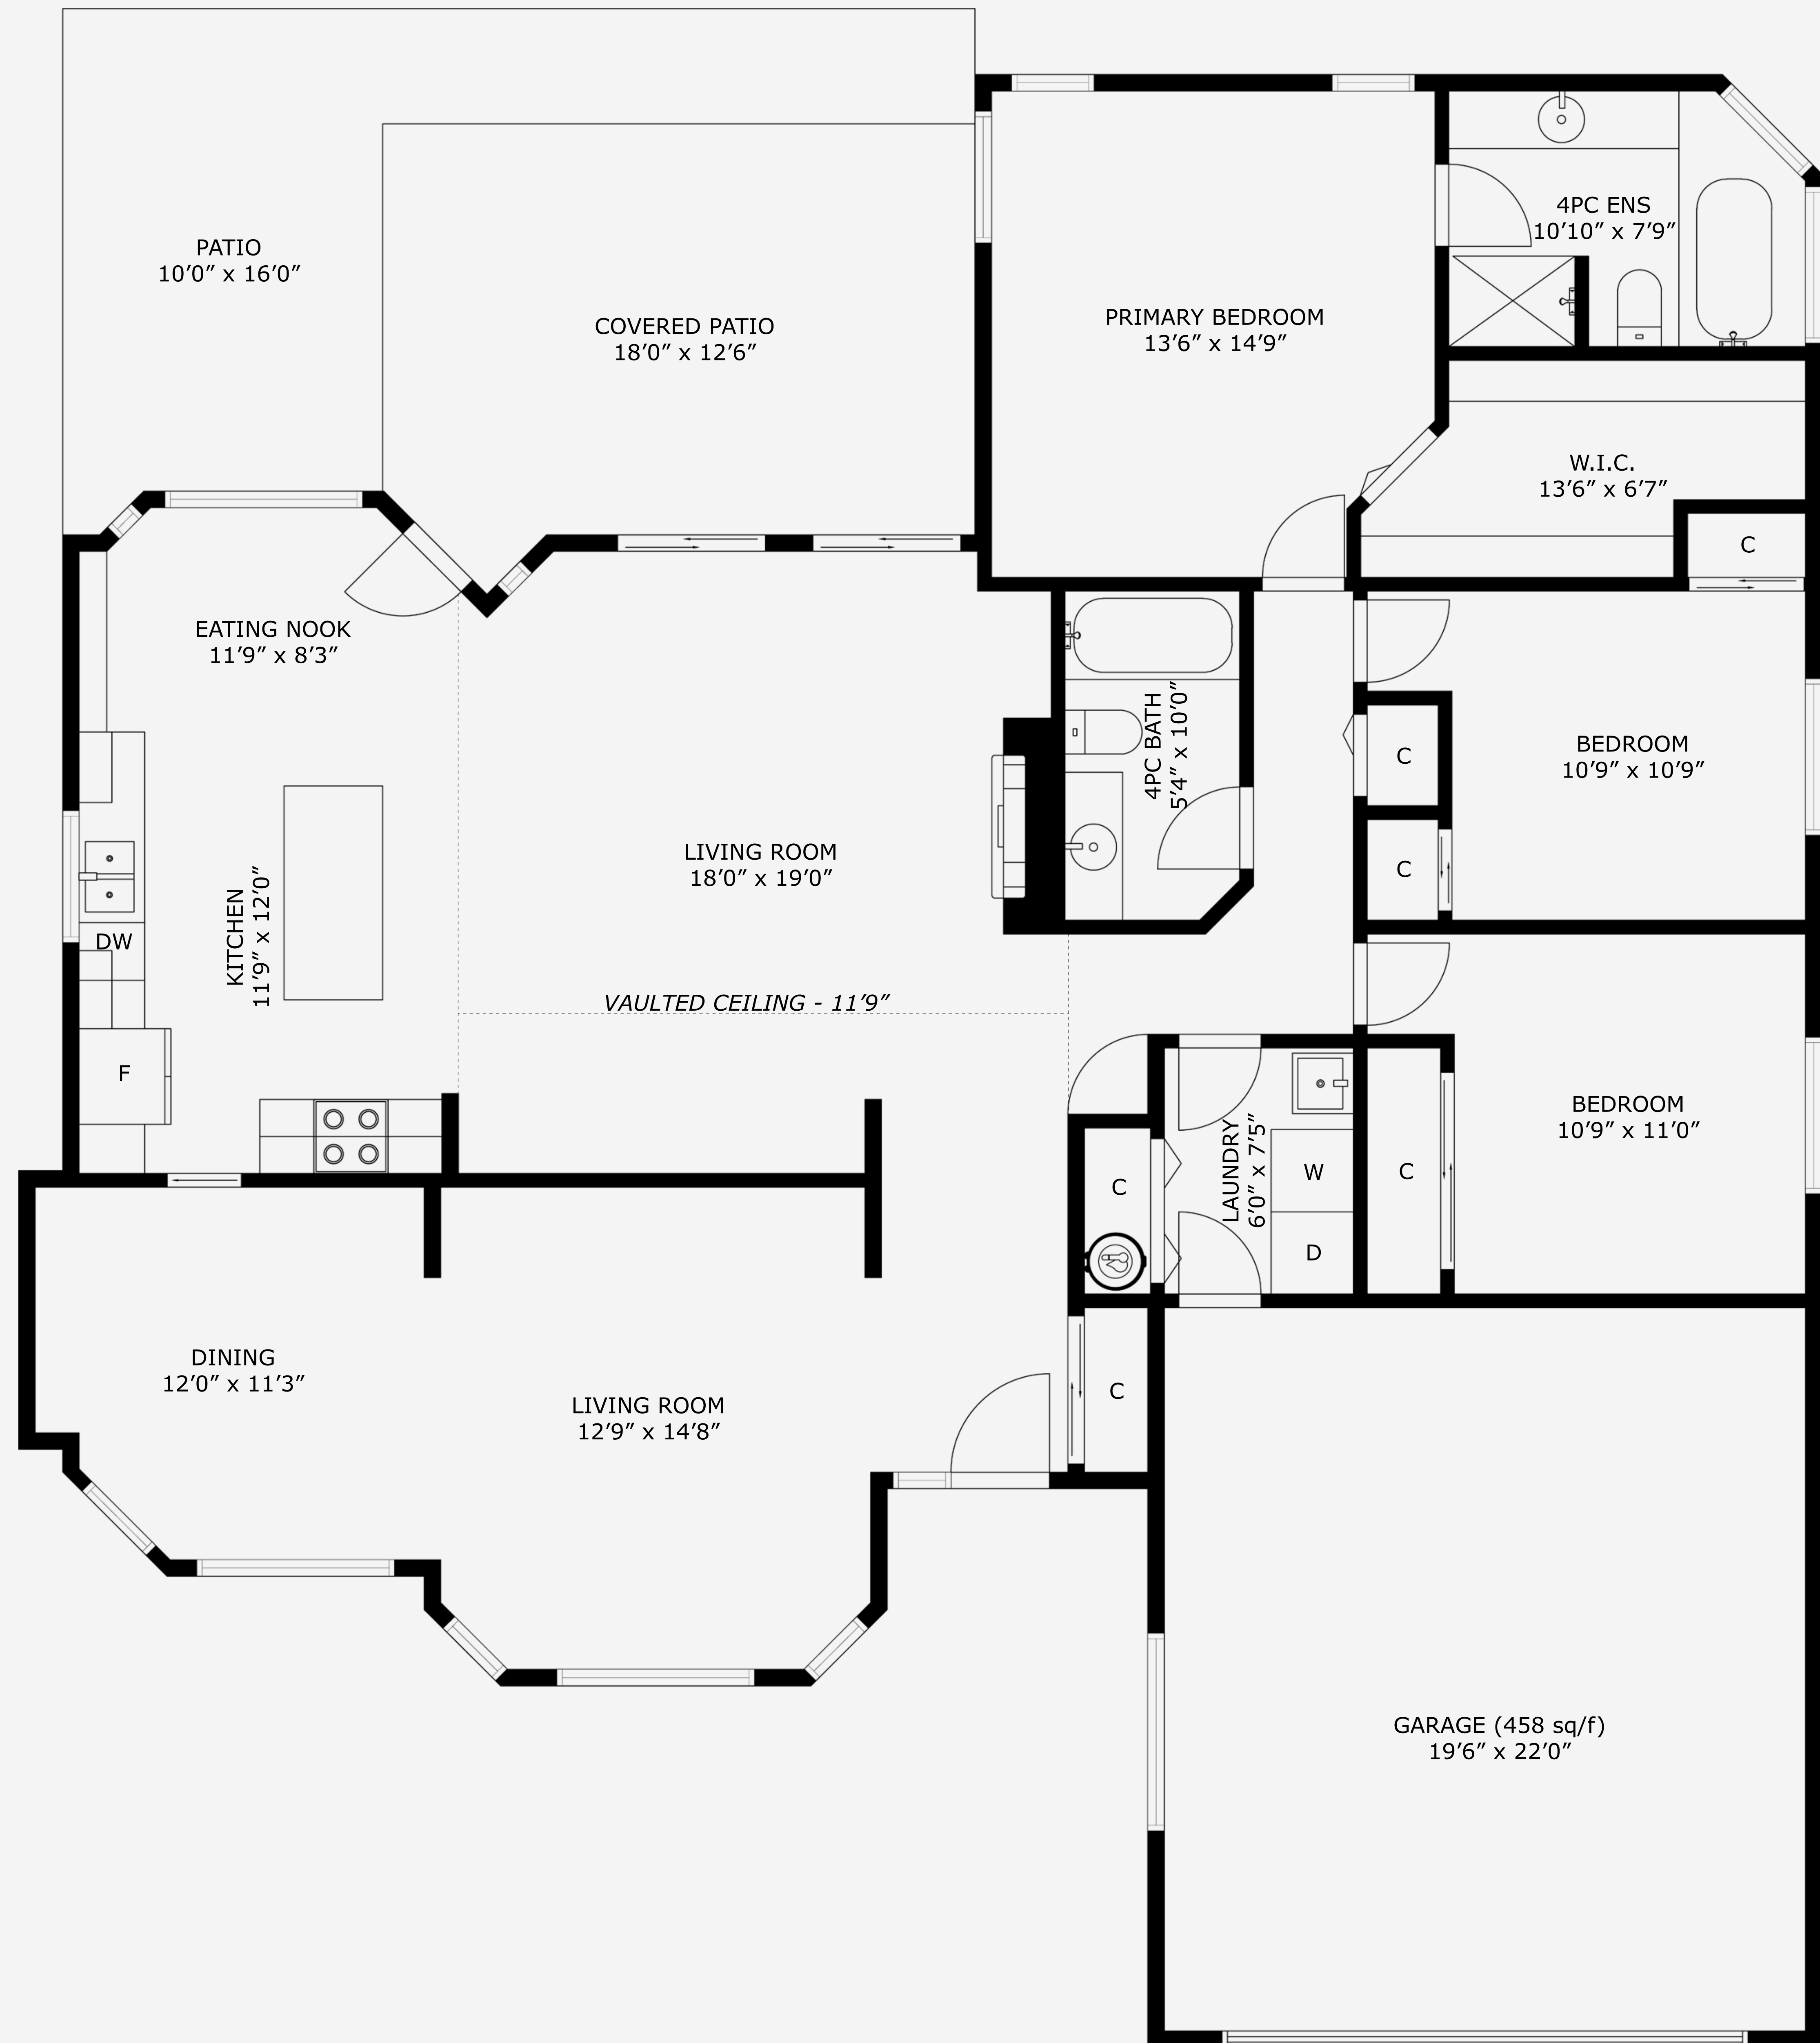 PATIO
10′0″ x 16′0″
COVERED PATIO
18′0″ x 12′6″
PRIMARY BEDROOM
13′6″ x 14′9″
4PC ENS
10′10″ x 7′9″
W.I.C.
13′6″ x 6′7″
C
EATING NOOK
11′9″ x 8′3″
4PC BATH
5′4″ x 10′0″
BEDROOM
10′9″ x 10′9″
C
C
LIVING ROOM
18′0″ x 19′0″
KITCHEN
11′9″ x 12′0″
DW
F
VAULTED CEILING - 11′9″
BEDROOM
10′9″ x 11′0″
LAUNDRY
6′0″ x 7′5″
W
D
C
C
C
DINING
12′0″ x 11′3″
LIVING ROOM
12′9″ x 14′8″
GARAGE (458 sq/f)
19′6″ x 22′0″